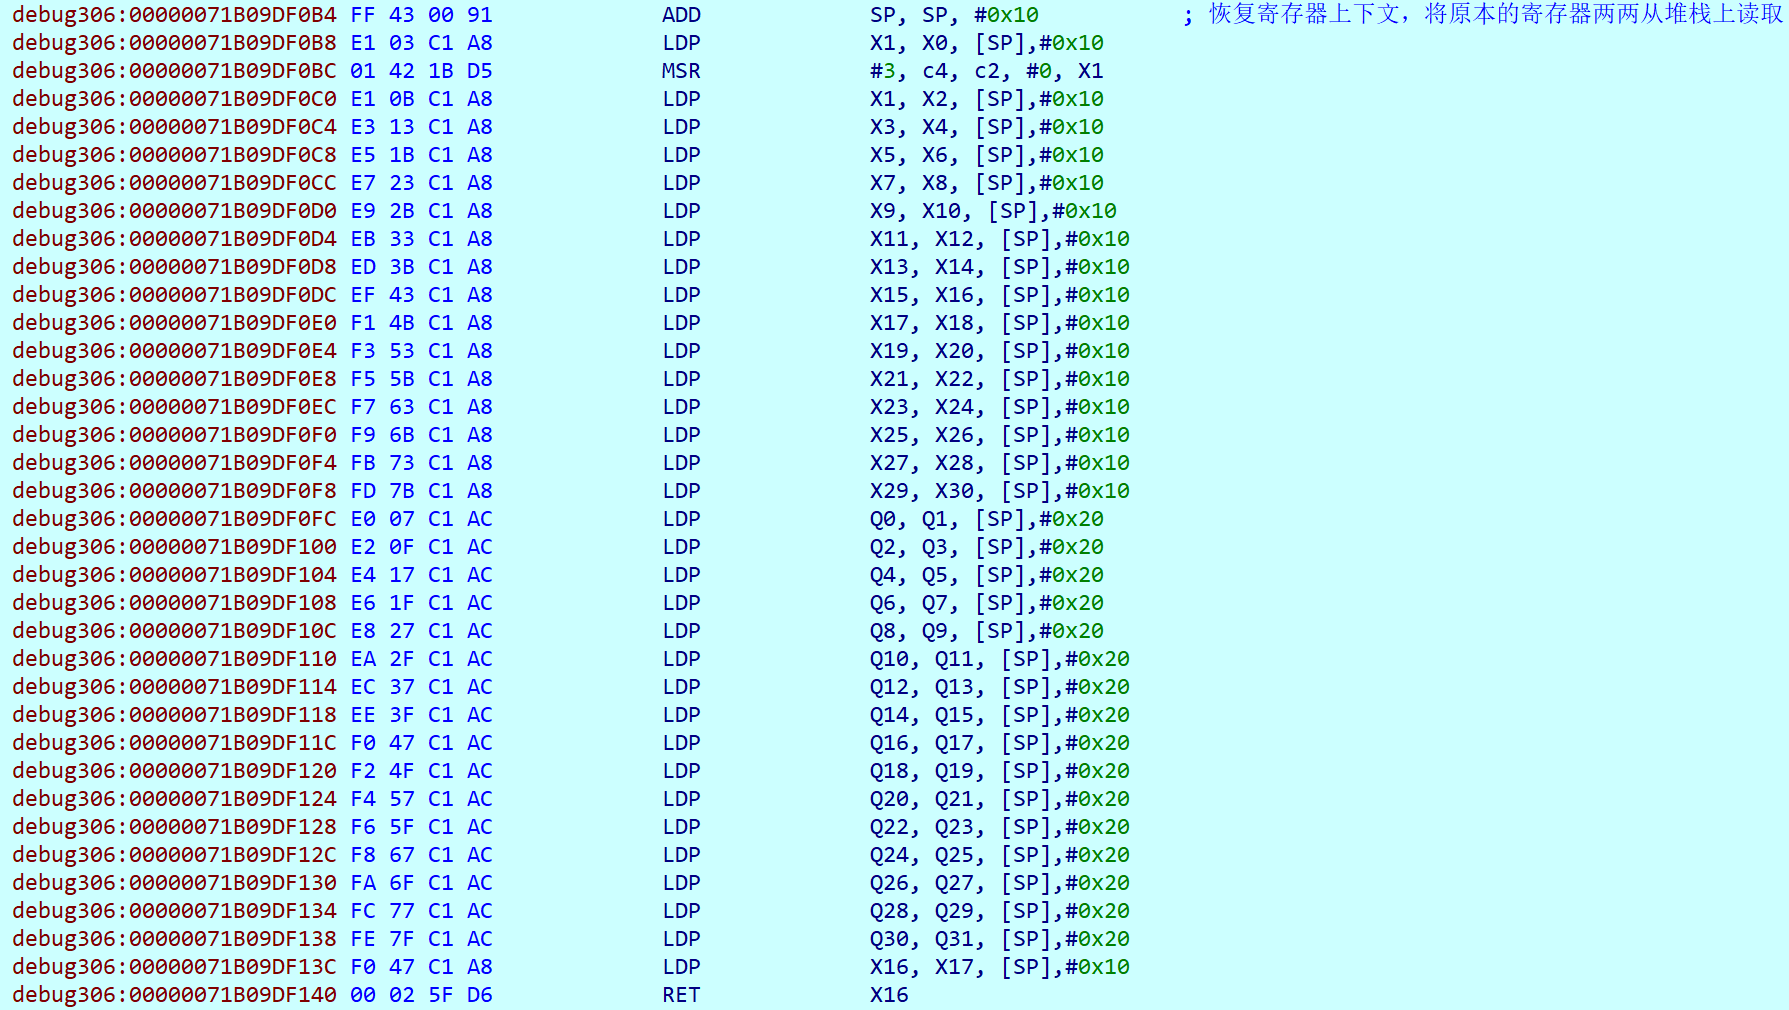 debug306:00000071B09DF0B4 FF 43 00 91 ADD SP, SP, #0x10 ; 恢复寄存器上下文，将原本的寄存器两两从堆栈上读取
debug306:00000071B09DF0B8 E1 03 C1 A8 LDP X1, X0, [SP],#0x10
debug306:00000071B09DF0BC 01 42 1B D5 MSR #3, c4, c2, #0, X1
debug306:00000071B09DF0C0 E1 0B C1 A8 LDP X1, X2, [SP],#0x10
debug306:00000071B09DF0C4 E3 13 C1 A8 LDP X3, X4, [SP],#0x10
debug306:00000071B09DF0C8 E5 1B C1 A8 LDP X5, X6, [SP],#0x10
debug306:00000071B09DF0CC E7 23 C1 A8 LDP X7, X8, [SP],#0x10
debug306:00000071B09DF0D0 E9 2B C1 A8 LDP X9, X10, [SP],#0x10
debug306:00000071B09DF0D4 EB 33 C1 A8 LDP X11, X12, [SP],#0x10
debug306:00000071B09DF0D8 ED 3B C1 A8 LDP X13, X14, [SP],#0x10
debug306:00000071B09DF0DC EF 43 C1 A8 LDP X15, X16, [SP],#0x10
debug306:00000071B09DF0E0 F1 4B C1 A8 LDP X17, X18, [SP],#0x10
debug306:00000071B09DF0E4 F3 53 C1 A8 LDP X19, X20, [SP],#0x10
debug306:00000071B09DF0E8 F5 5B C1 A8 LDP X21, X22, [SP],#0x10
debug306:00000071B09DF0EC F7 63 C1 A8 LDP X23, X24, [SP],#0x10
debug306:00000071B09DF0F0 F9 6B C1 A8 LDP X25, X26, [SP],#0x10
debug306:00000071B09DF0F4 FB 73 C1 A8 LDP X27, X28, [SP],#0x10
debug306:00000071B09DF0F8 FD 7B C1 A8 LDP X29, X30, [SP],#0x10
debug306:00000071B09DF0FC E0 07 C1 AC LDP Q0, Q1, [SP],#0x20
debug306:00000071B09DF100 E2 0F C1 AC LDP Q2, Q3, [SP],#0x20
debug306:00000071B09DF104 E4 17 C1 AC LDP Q4, Q5, [SP],#0x20
debug306:00000071B09DF108 E6 1F C1 AC LDP Q6, Q7, [SP],#0x20
debug306:00000071B09DF10C E8 27 C1 AC LDP Q8, Q9, [SP],#0x20
debug306:00000071B09DF110 EA 2F C1 AC LDP Q10, Q11, [SP],#0x20
debug306:00000071B09DF114 EC 37 C1 AC LDP Q12, Q13, [SP],#0x20
debug306:00000071B09DF118 EE 3F C1 AC LDP Q14, Q15, [SP],#0x20
debug306:00000071B09DF11C F0 47 C1 AC LDP Q16, Q17, [SP],#0x20
debug306:00000071B09DF120 F2 4F C1 AC LDP Q18, Q19, [SP],#0x20
debug306:00000071B09DF124 F4 57 C1 AC LDP Q20, Q21, [SP],#0x20
debug306:00000071B09DF128 F6 5F C1 AC LDP Q22, Q23, [SP],#0x20
debug306:00000071B09DF12C F8 67 C1 AC LDP Q24, Q25, [SP],#0x20
debug306:00000071B09DF130 FA 6F C1 AC LDP Q26, Q27, [SP],#0x20
debug306:00000071B09DF134 FC 77 C1 AC LDP Q28, Q29, [SP],#0x20
debug306:00000071B09DF138 FE 7F C1 AC LDP Q30, Q31, [SP],#0x20
debug306:00000071B09DF13C F0 47 C1 A8 LDP X16, X17, [SP],#0x10
debug306:00000071B09DF140 00 02 5F D6 RET X16